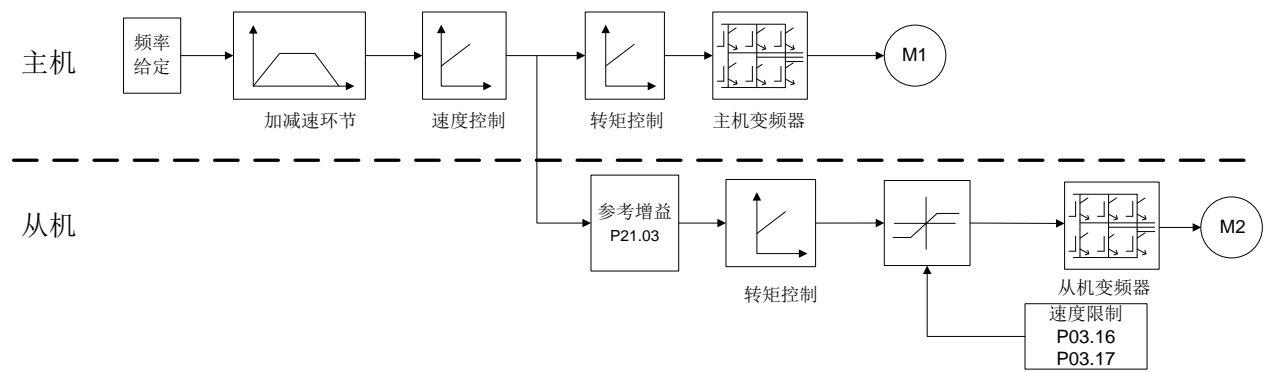 主机
频率
给定
加减速环节
速度控制
转矩控制
主机变频器
M1
从机
参考增益
P21.03
转矩控制
从机变频器
M2
速度限制
P03.16
P03.17